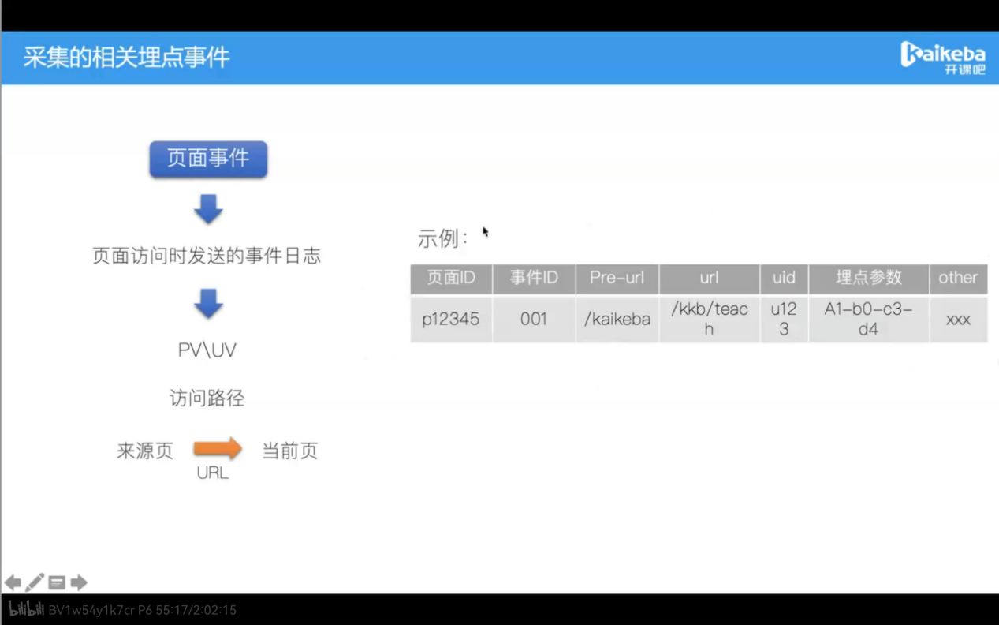 采集的相关埋点事件
Kaikeba
开课吧
页面事件
页面访问时发送的事件日志
PV\UV
访问路径
来源页
URL
当前页
示例：
页面ID 事件ID Pre-url url uid 埋点参数 other
p12345 001 /kaikeba /kkb/teac u12 A1-b0-c3- xxx
h 3 d4
bilibili BV1w54y1k7cr P6 55:17/2:02:15